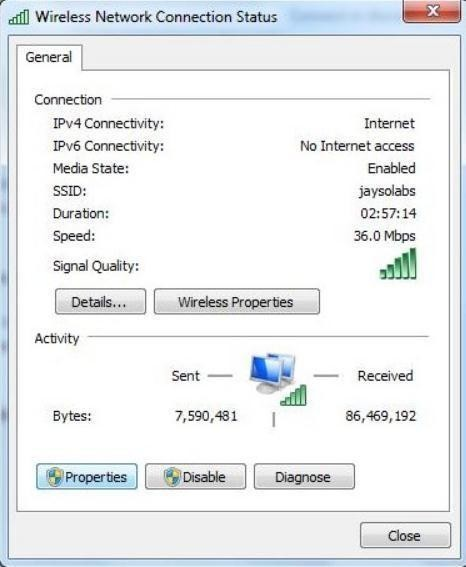 Wireless Network Connection Status
General
Connection
IPv4 Connectivity: Internet
IPv6 Connectivity: No Internet access
Media State: Enabled
SSID: jaysolabs
Duration: 02:57:14
Speed: 36.0 Mbps
Signal Quality:
Details... Wireless Properties
Activity
Sent Received
Bytes: 7,590,481 86,469,192
Properties Disable Diagnose
Close